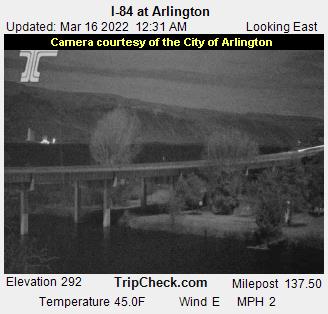 I-84 at Arlington
Updated: Mar 16 2022 12:31 AM Looking East
Camera courtesy of the City of Arlington
Elevation 292 TripCheck.com Milepost 137.50
Temperature 45.0F Wind E MPH 2